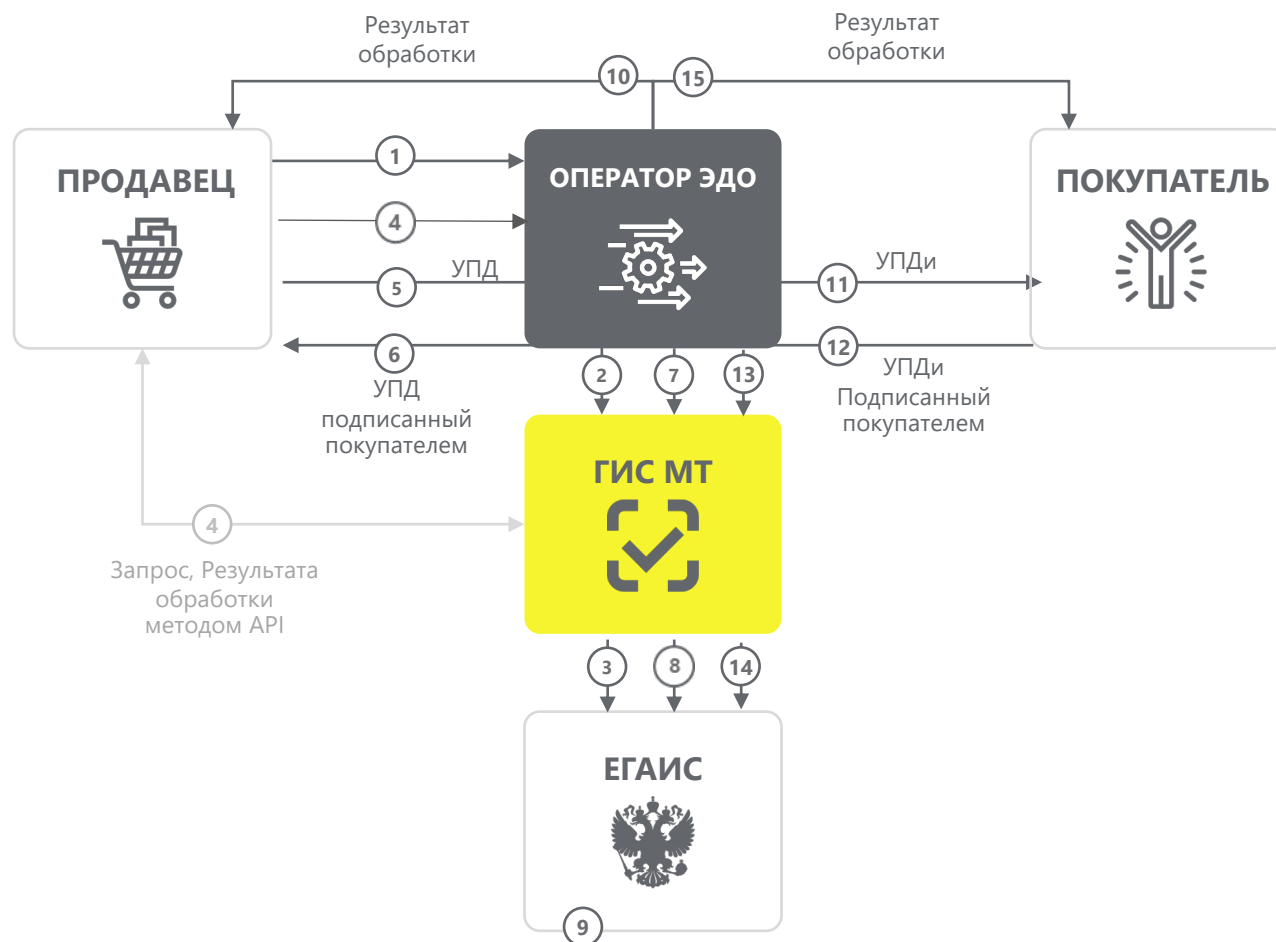 Результат
обработки
Результат
обработки
10
15
ПРОДАВЕЦ
1
4
5
УПД
6
УПД
подписанный
покупателем
ОПЕРАТОР ЭДО
ПОКУПАТЕЛЬ
11
УПДи
12
УПДи
Подписанный
покупателем
2
7
13
ГИС МТ
4
Запрос, Результата
обработки
методом API
3
8
14
ЕГАИС
9